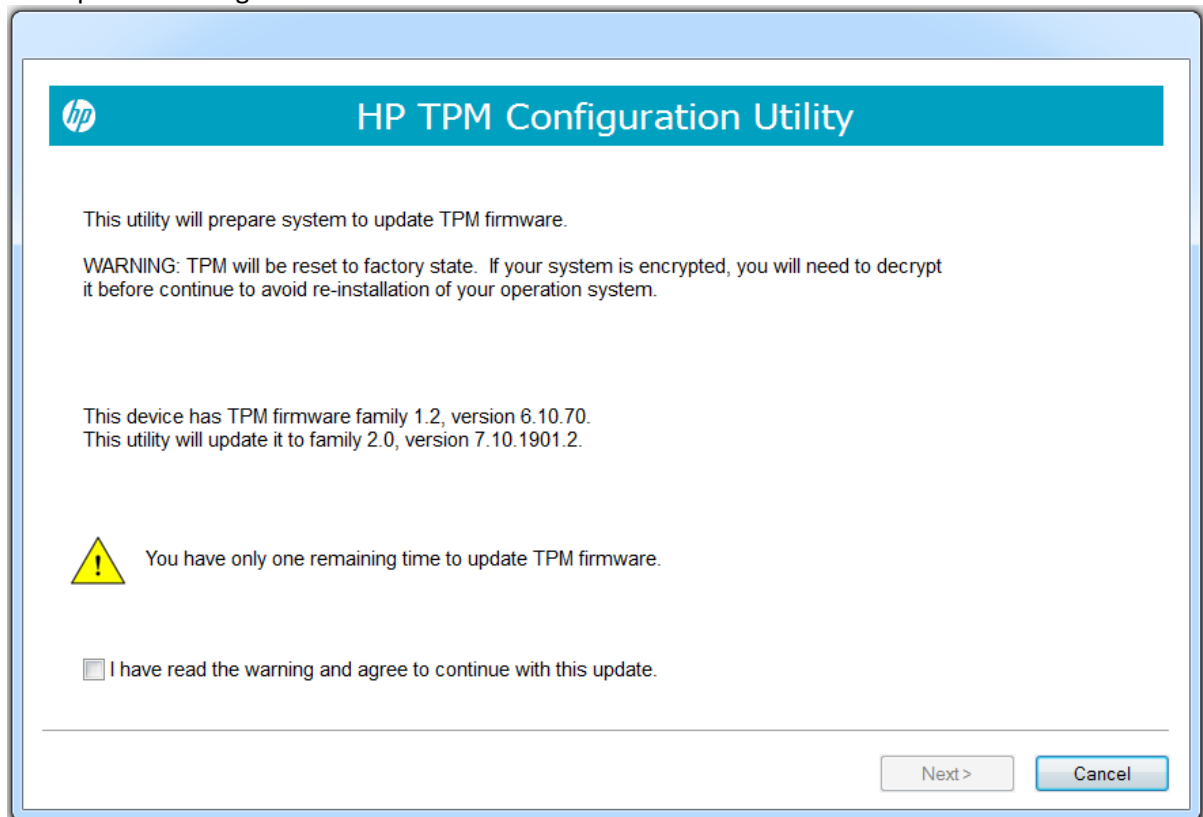 hp
HP TPM Configuration Utility
This utility will prepare system to update TPM firmware.
WARNING: TPM will be reset to factory state. If your system is encrypted, you will need to decrypt
it before continue to avoid re-installation of your operation system.
This device has TPM firmware family 1.2, version 6.10.70.
This utility will update it to family 2.0, version 7.10.1901.2.
! You have only one remaining time to update TPM firmware.
I have read the warning and agree to continue with this update.
Next>
Cancel